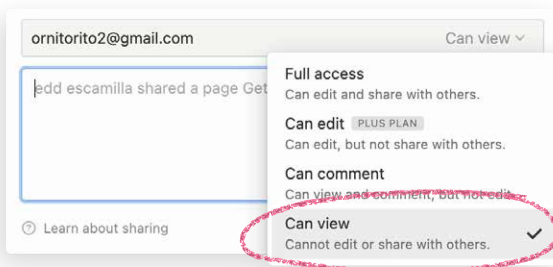 ornitorito2@gmail.com Can view
edd escamilla shared a page Get
Full access
Can edit and share with others.
Can edit PLUS PLAN
Can edit, but not share with others.
Can comment
Can view and comment, but not edit.
Can view
Cannot edit or share with others.
Learn about sharing